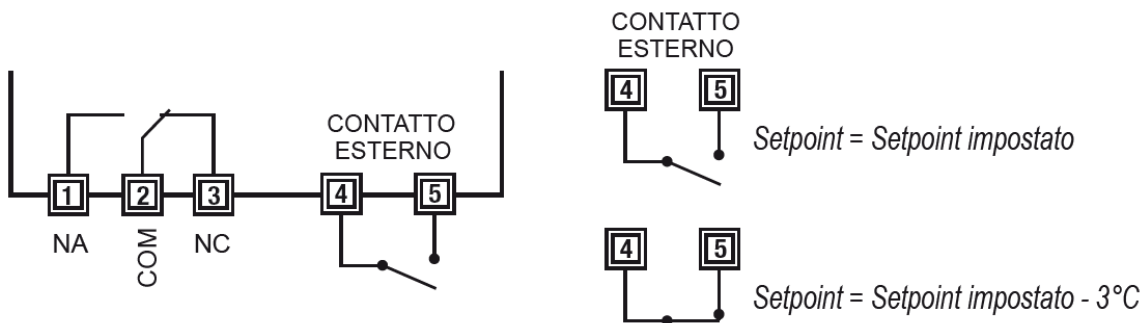 CONTATTO
ESTERNO
1
2
3
4
5
NA
COM
NC
CONTATTO
ESTERNO
4
5
Setpoint = Setpoint impostato
4
5
Setpoint = Setpoint impostato - 3°C